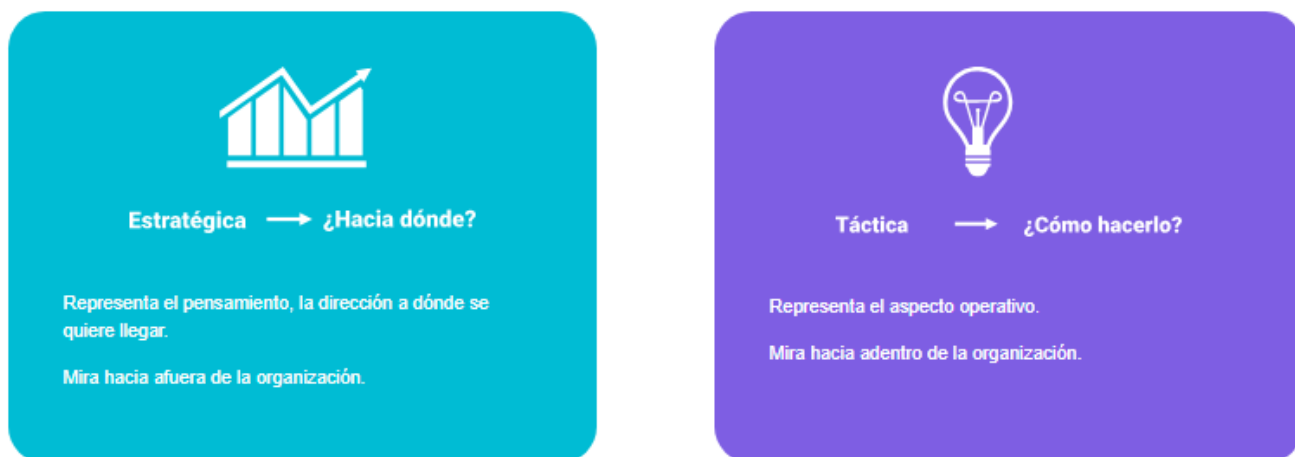 Estratégica → ¿Hacia dónde?
Representa el pensamiento, la dirección a dónde se
quiere llegar.
Mira hacia afuera de la organización.
Táctica → ¿Cómo hacerlo?
Representa el aspecto operativo.
Mira hacia adentro de la organización.